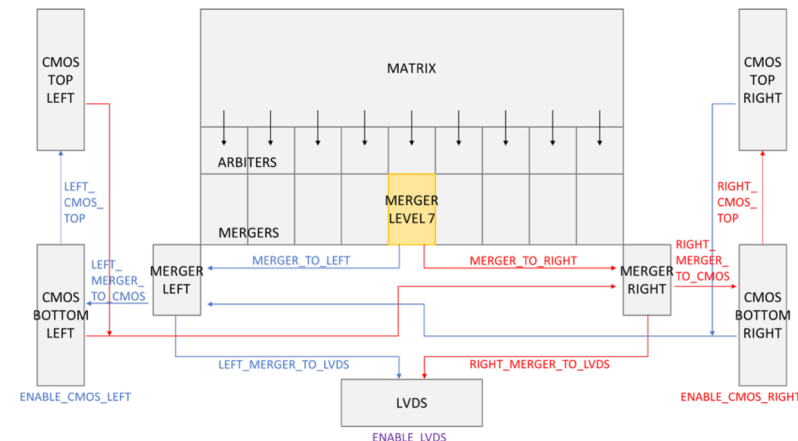 CMOS
TOP
LEFT
MATRIX
CMOS
TOP
RIGHT
ARBITERS
LEFT_
CMOS_
TOP
MERGER
LEVEL 7
RIGHT_
CMOS_
TOP
MERGERS
LEFT_
MERGER_
TO_CMOS
MERGER
LEFT
MERGER_TO_LEFT
MERGER_TO_RIGHT
MERGER
RIGHT
RIGHT_
MERGER_
TO_CMOS
CMOS
BOTTOM
LEFT
CMOS
BOTTOM
RIGHT
LEFT_MERGER_TO_LVDS
RIGHT_MERGER_TO_LVDS
ENABLE_CMOS_LEFT
LVDS
ENABLE_CMOS_RIGHT
ENABLE_LVDS